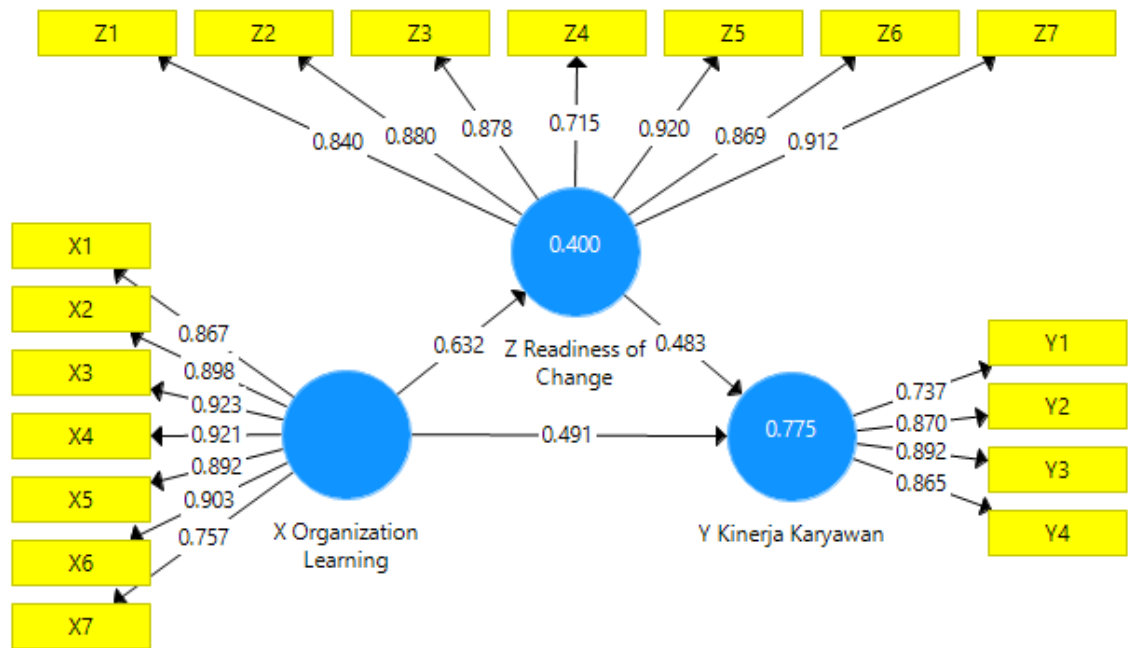 Z1
Z2
Z3
Z4
Z5
Z6
Z7
0.840
0.880
0.878
0.715
0.920
0.869
0.912
0.400
Z Readiness of
Change
X1
X2
X3
X4
X5
X6
X7
0.867
0.898
0.923
0.921
0.892
0.903
0.757
X Organization
Learning
0.632
0.483
0.491
0.775
Y Kinerja Karyawan
0.737
0.870
0.892
0.865
Y1
Y2
Y3
Y4